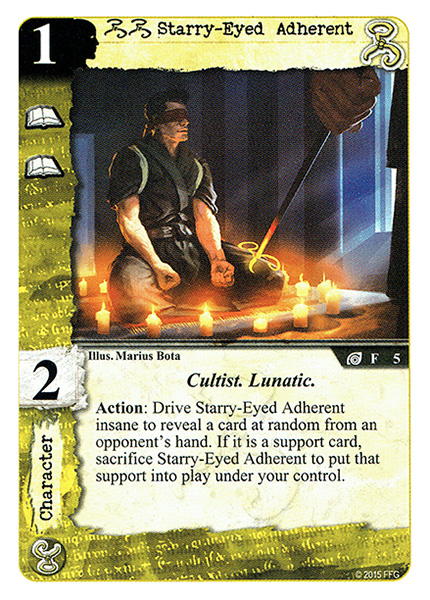 1
Starry-Eyed Adherent
Illus. Marius Bota
F 5
2
Cultist. Lunatic.
Action: Drive Starry-Eyed Adherent
insane to reveal a card at random from an
opponent's hand. If it is a support card,
sacrifice Starry-Eyed Adherent to put that
support into play under your control.
Character
© 2015 FFG